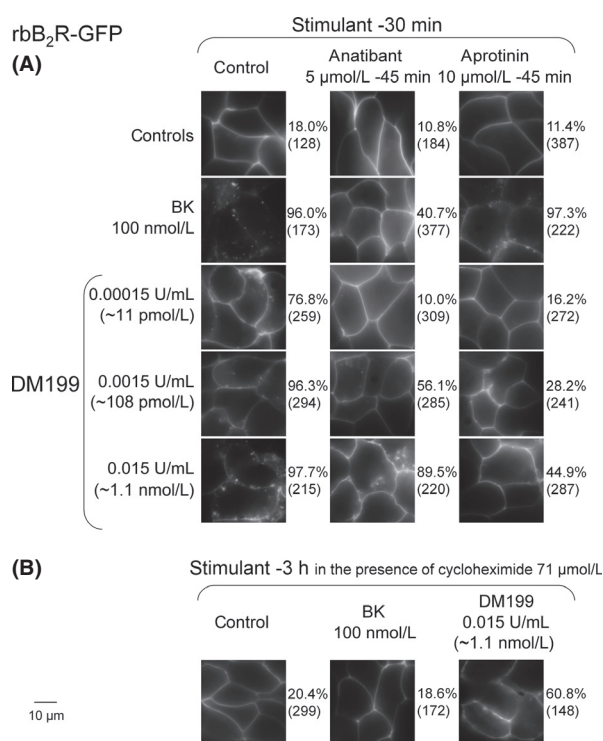 rbB₂R-GFP
Stimulant -30 min
(A)
Control
Anatibant
5 µmol/L -45 min
Aprotinin
10 µmol/L -45 min
Controls
18.0%
(128)
10.8%
(184)
11.4%
(387)
BK
100 nmol/L
96.0%
(173)
40.7%
(377)
97.3%
(222)
DM199
0.00015 U/mL
(~11 pmol/L)
76.8%
(259)
10.0%
(309)
16.2%
(272)
0.0015 U/mL
(~108 pmol/L)
96.3%
(294)
56.1%
(285)
28.2%
(241)
0.015 U/mL
(~1.1 nmol/L)
97.7%
(215)
89.5%
(220)
44.9%
(287)
(B)
Stimulant -3 h in the presence of cycloheximide 71 µmol/L
Control
BK
100 nmol/L
DM199
0.015 U/mL
(~1.1 nmol/L)
20.4%
(299)
18.6%
(172)
60.8%
(148)
10 µm